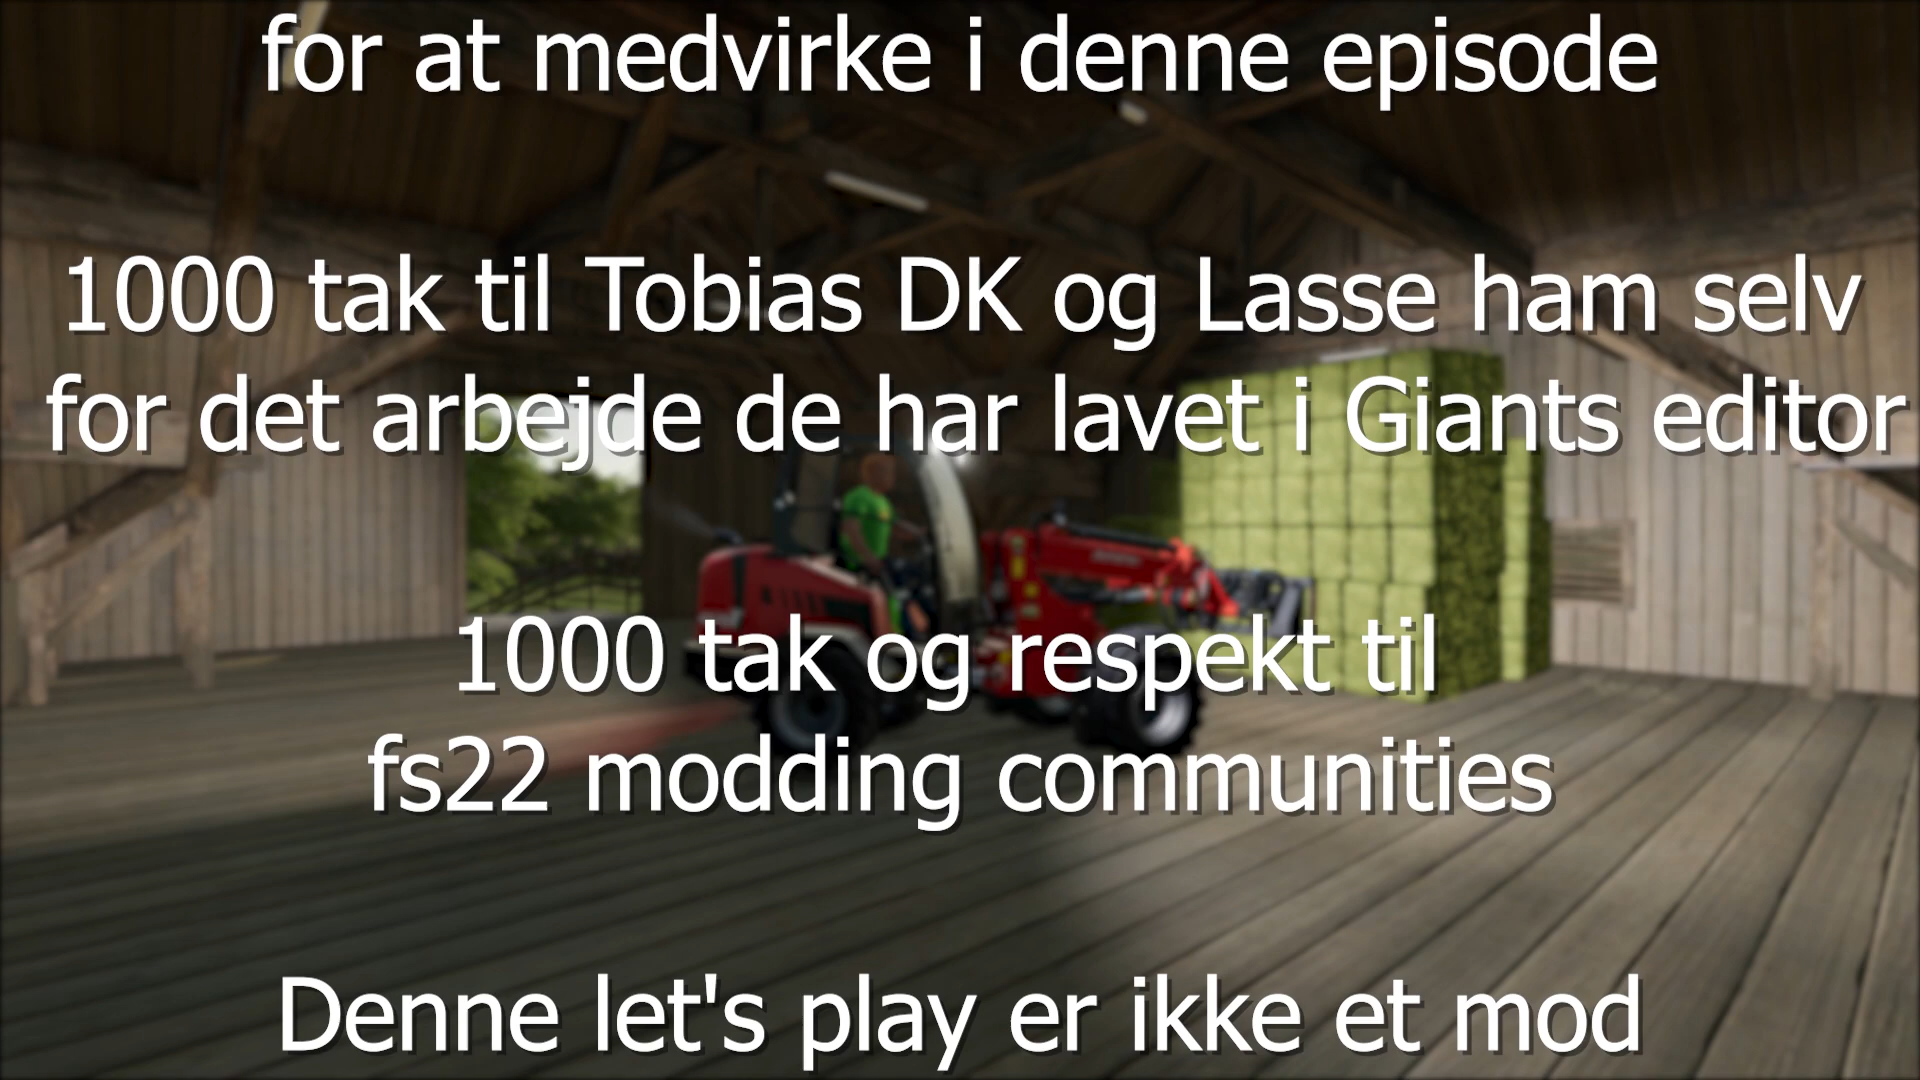 for at medvirke i denne episode
1000 tak til Tobias DK og Lasse ham selv
for det arbejde de har lavet i Giants editor
1000 tak og respekt til
fs22 modding communities
Denne let's play er ikke et mod